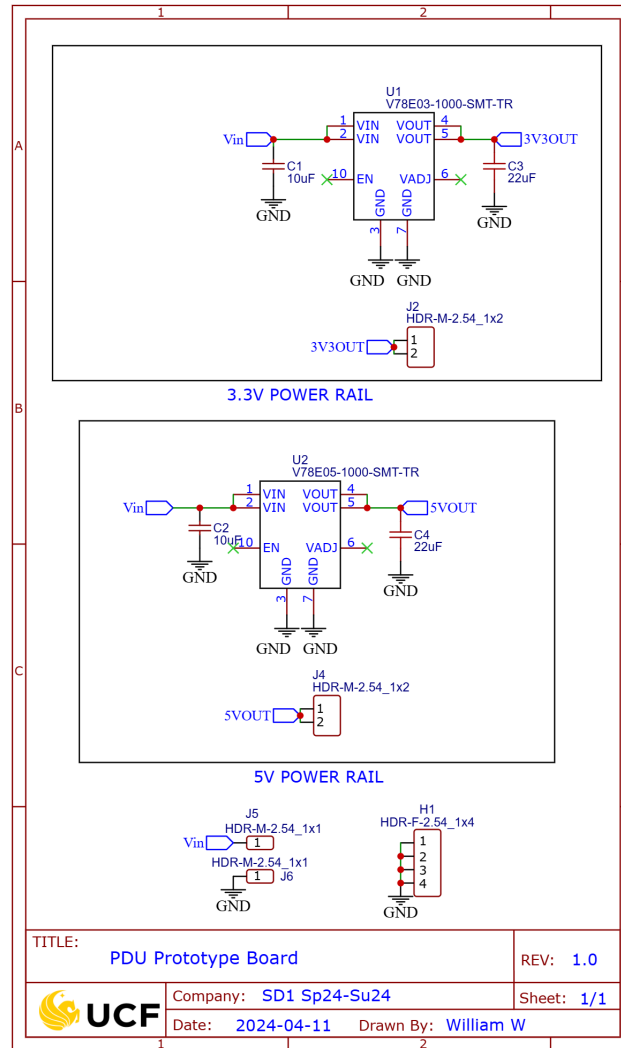 1 2
A
U1
V78E03-1000-SMT-TR
1 VIN VOUT 4
2 VIN VOUT 5
Vin 3V3OUT
C1
10uF
10 EN VADJ 6
C3
22uF
GND GND
GND GND
3 7
GND GND
J2
HDR-M-2.54_1x2
3V3OUT 1
2
3.3V POWER RAIL
B
U2
V78E05-1000-SMT-TR
1 VIN VOUT 4
2 VIN VOUT 5
Vin 5VOUT
C2
10uF
10 EN VADJ 6
C4
22uF
GND GND
GND GND
3 7
GND GND
C
J4
HDR-M-2.54_1x2
5VOUT 1
2
5V POWER RAIL
J5
HDR-M-2.54_1x1
Vin 1
HDR-M-2.54_1x1
1 J6
GND
H1
HDR-F-2.54_1x4
1
2
3
4
GND
TITLE:
PDU Prototype Board
REV: 1.0
UCF
Company: SD1 Sp24-Su24
Sheet: 1/1
Date: 2024-04-11 Drawn By: William W
1 2